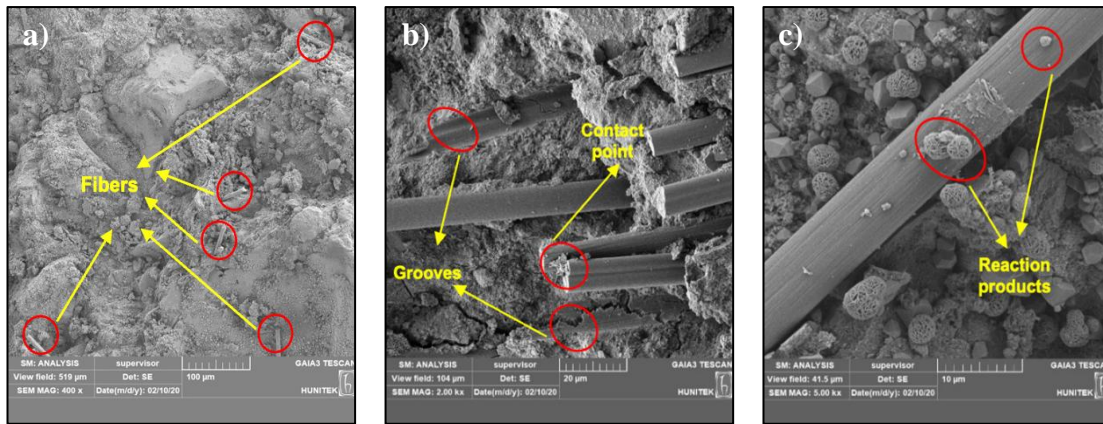 a)
Fibers
SM: ANALYSIS supervisor GAIA3 TESCAN
View field: 519 µm Det: SE 100 µm
SEM MAG: 400 x Date(m/d/y): 02/10/20 HUNITEK
b)
Contact
point
Grooves
SM: ANALYSIS supervisor GAIA3 TESCAN
View field: 104 µm Det: SE 20 µm
SEM MAG: 2.00 kx Date(m/d/y): 02/10/20 HUNITEK
c)
Reaction
products
SM: ANALYSIS supervisor GAIA3 TESCA
View field: 41.5 µm Det: SE 10 µm
SEM MAG: 5.00 kx Date(m/d/y): 02/10/20 HUNITEK